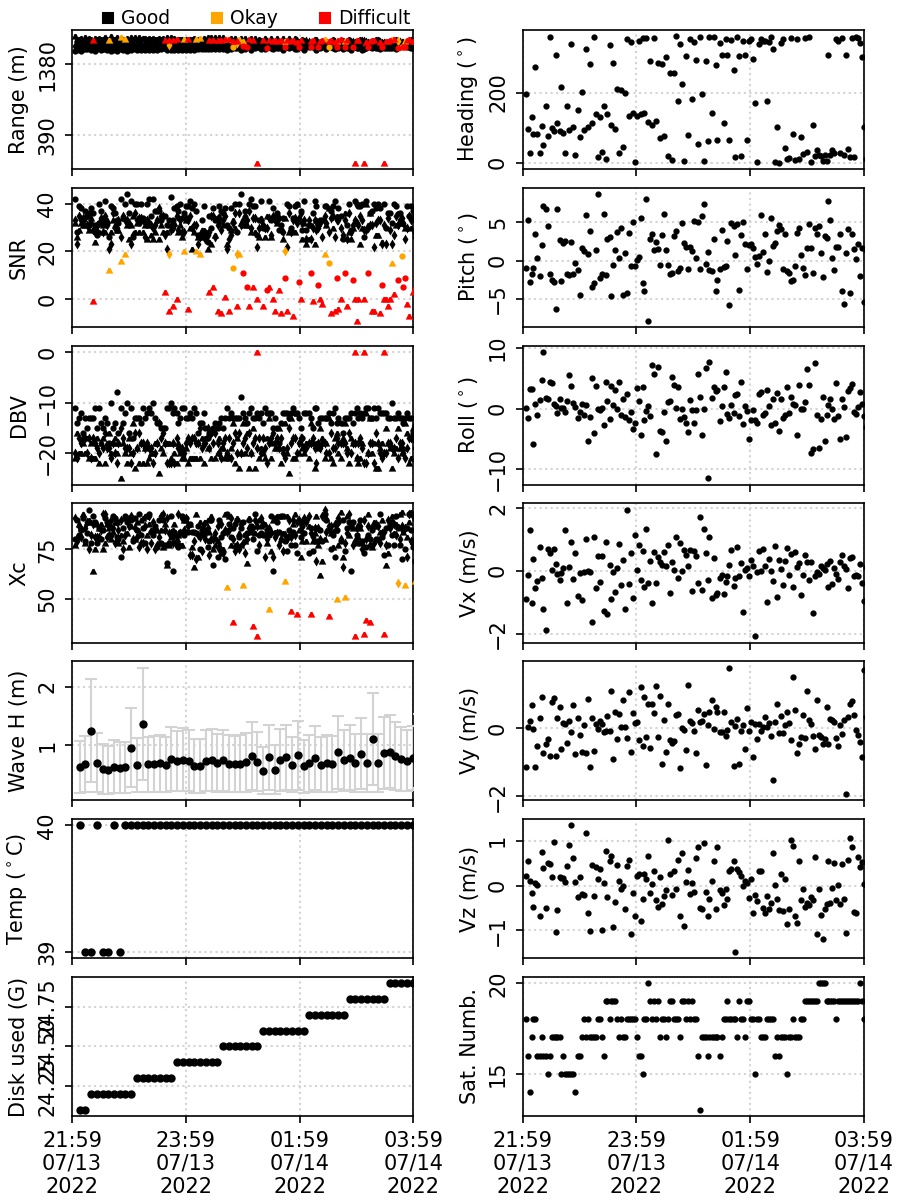 Good Okay Difficult
Range (m)
1380
390
Heading (°)
200
0
SNR
40
20
0
Pitch (°)
5
0
−5
DBV
0
−10
−20
Roll (°)
10
0
−10
Xc
75
50
Vx (m/s)
2
0
−2
Wave H (m)
2
1
Vy (m/s)
0
−2
Temp (°C)
40
39
Vz (m/s)
1
0
−1
Disk used (G)
24.75
24.50
24.25
Sat. Numb.
20
15
21:59 23:59 01:59 03:59
07/13 07/13 07/14 07/14
2022 2022 2022 2022
21:59 23:59 01:59 03:59
07/13 07/13 07/14 07/14
2022 2022 2022 2022